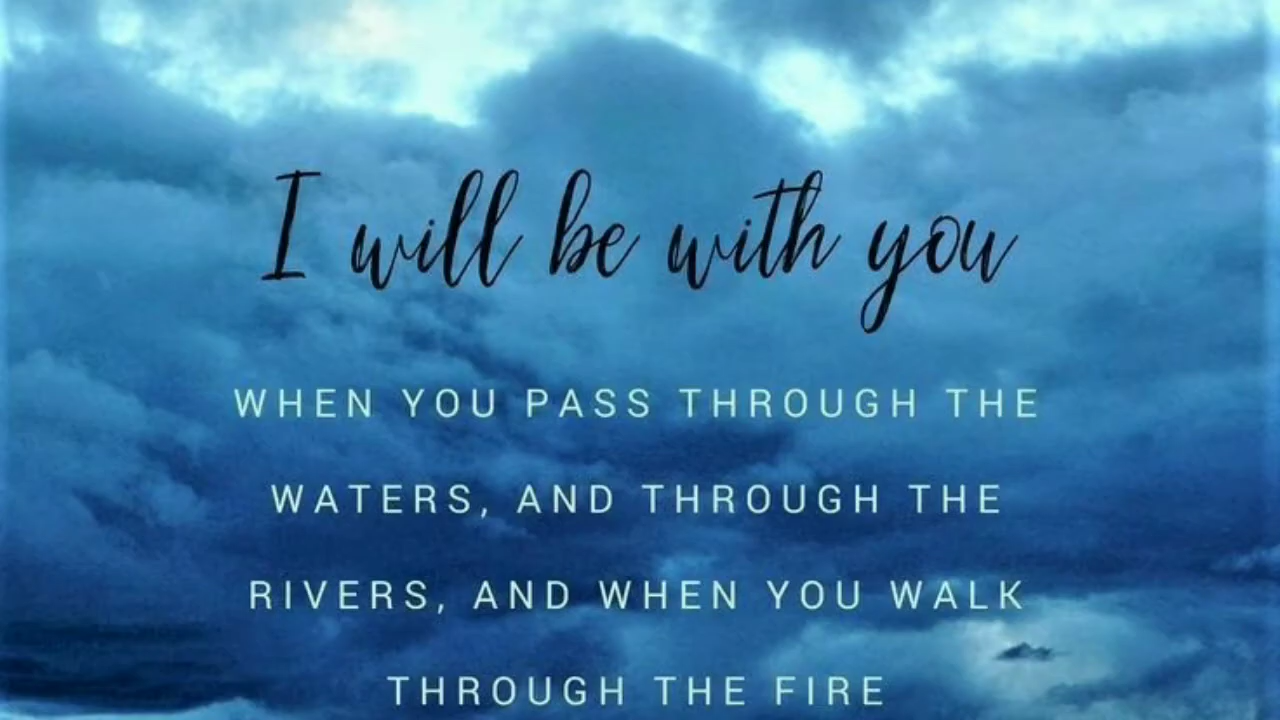 I will be with you
WHEN YOU PASS THROUGH THE
WATERS, AND THROUGH THE
RIVERS, AND WHEN YOU WALK
THROUGH THE FIRE